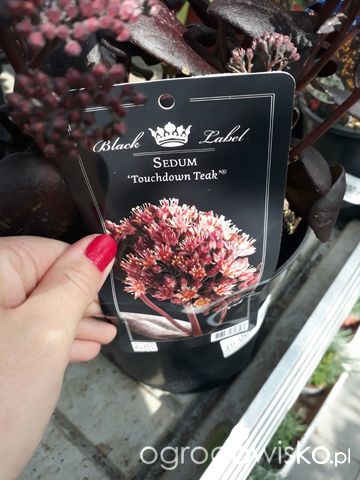 Black Label
SEDUM
'Touchdown Teak'®
ogrodowisko.pl